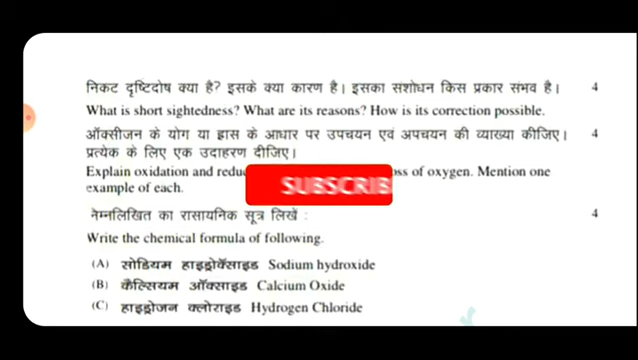 निकट दृष्टिदोष क्या है? इसके क्या कारण है। इसका संशोधन किस प्रकार संभव है। 4
What is short sightedness? What are its reasons? How is its correction possible.
ऑक्सीजन के योग या ह्रास के आधार पर उपचयन एवं अपचयन की व्याख्या कीजिए। 4
प्रत्येक के लिए एक उदाहरण दीजिए।
Explain oxidation and reduc oss of oxygen. Mention one
SUBSCRIB
example of each.
नेम्नलिखित का रासायनिक सूत्र लिखें : 4
Write the chemical formula of following.
(A) सोडियम हाइड्रोक्साइड Sodium hydroxide
(B) कैल्सियम ऑक्साइड Calcium Oxide
(C) हाइड्रोजन क्लोराइड Hydrogen Chloride